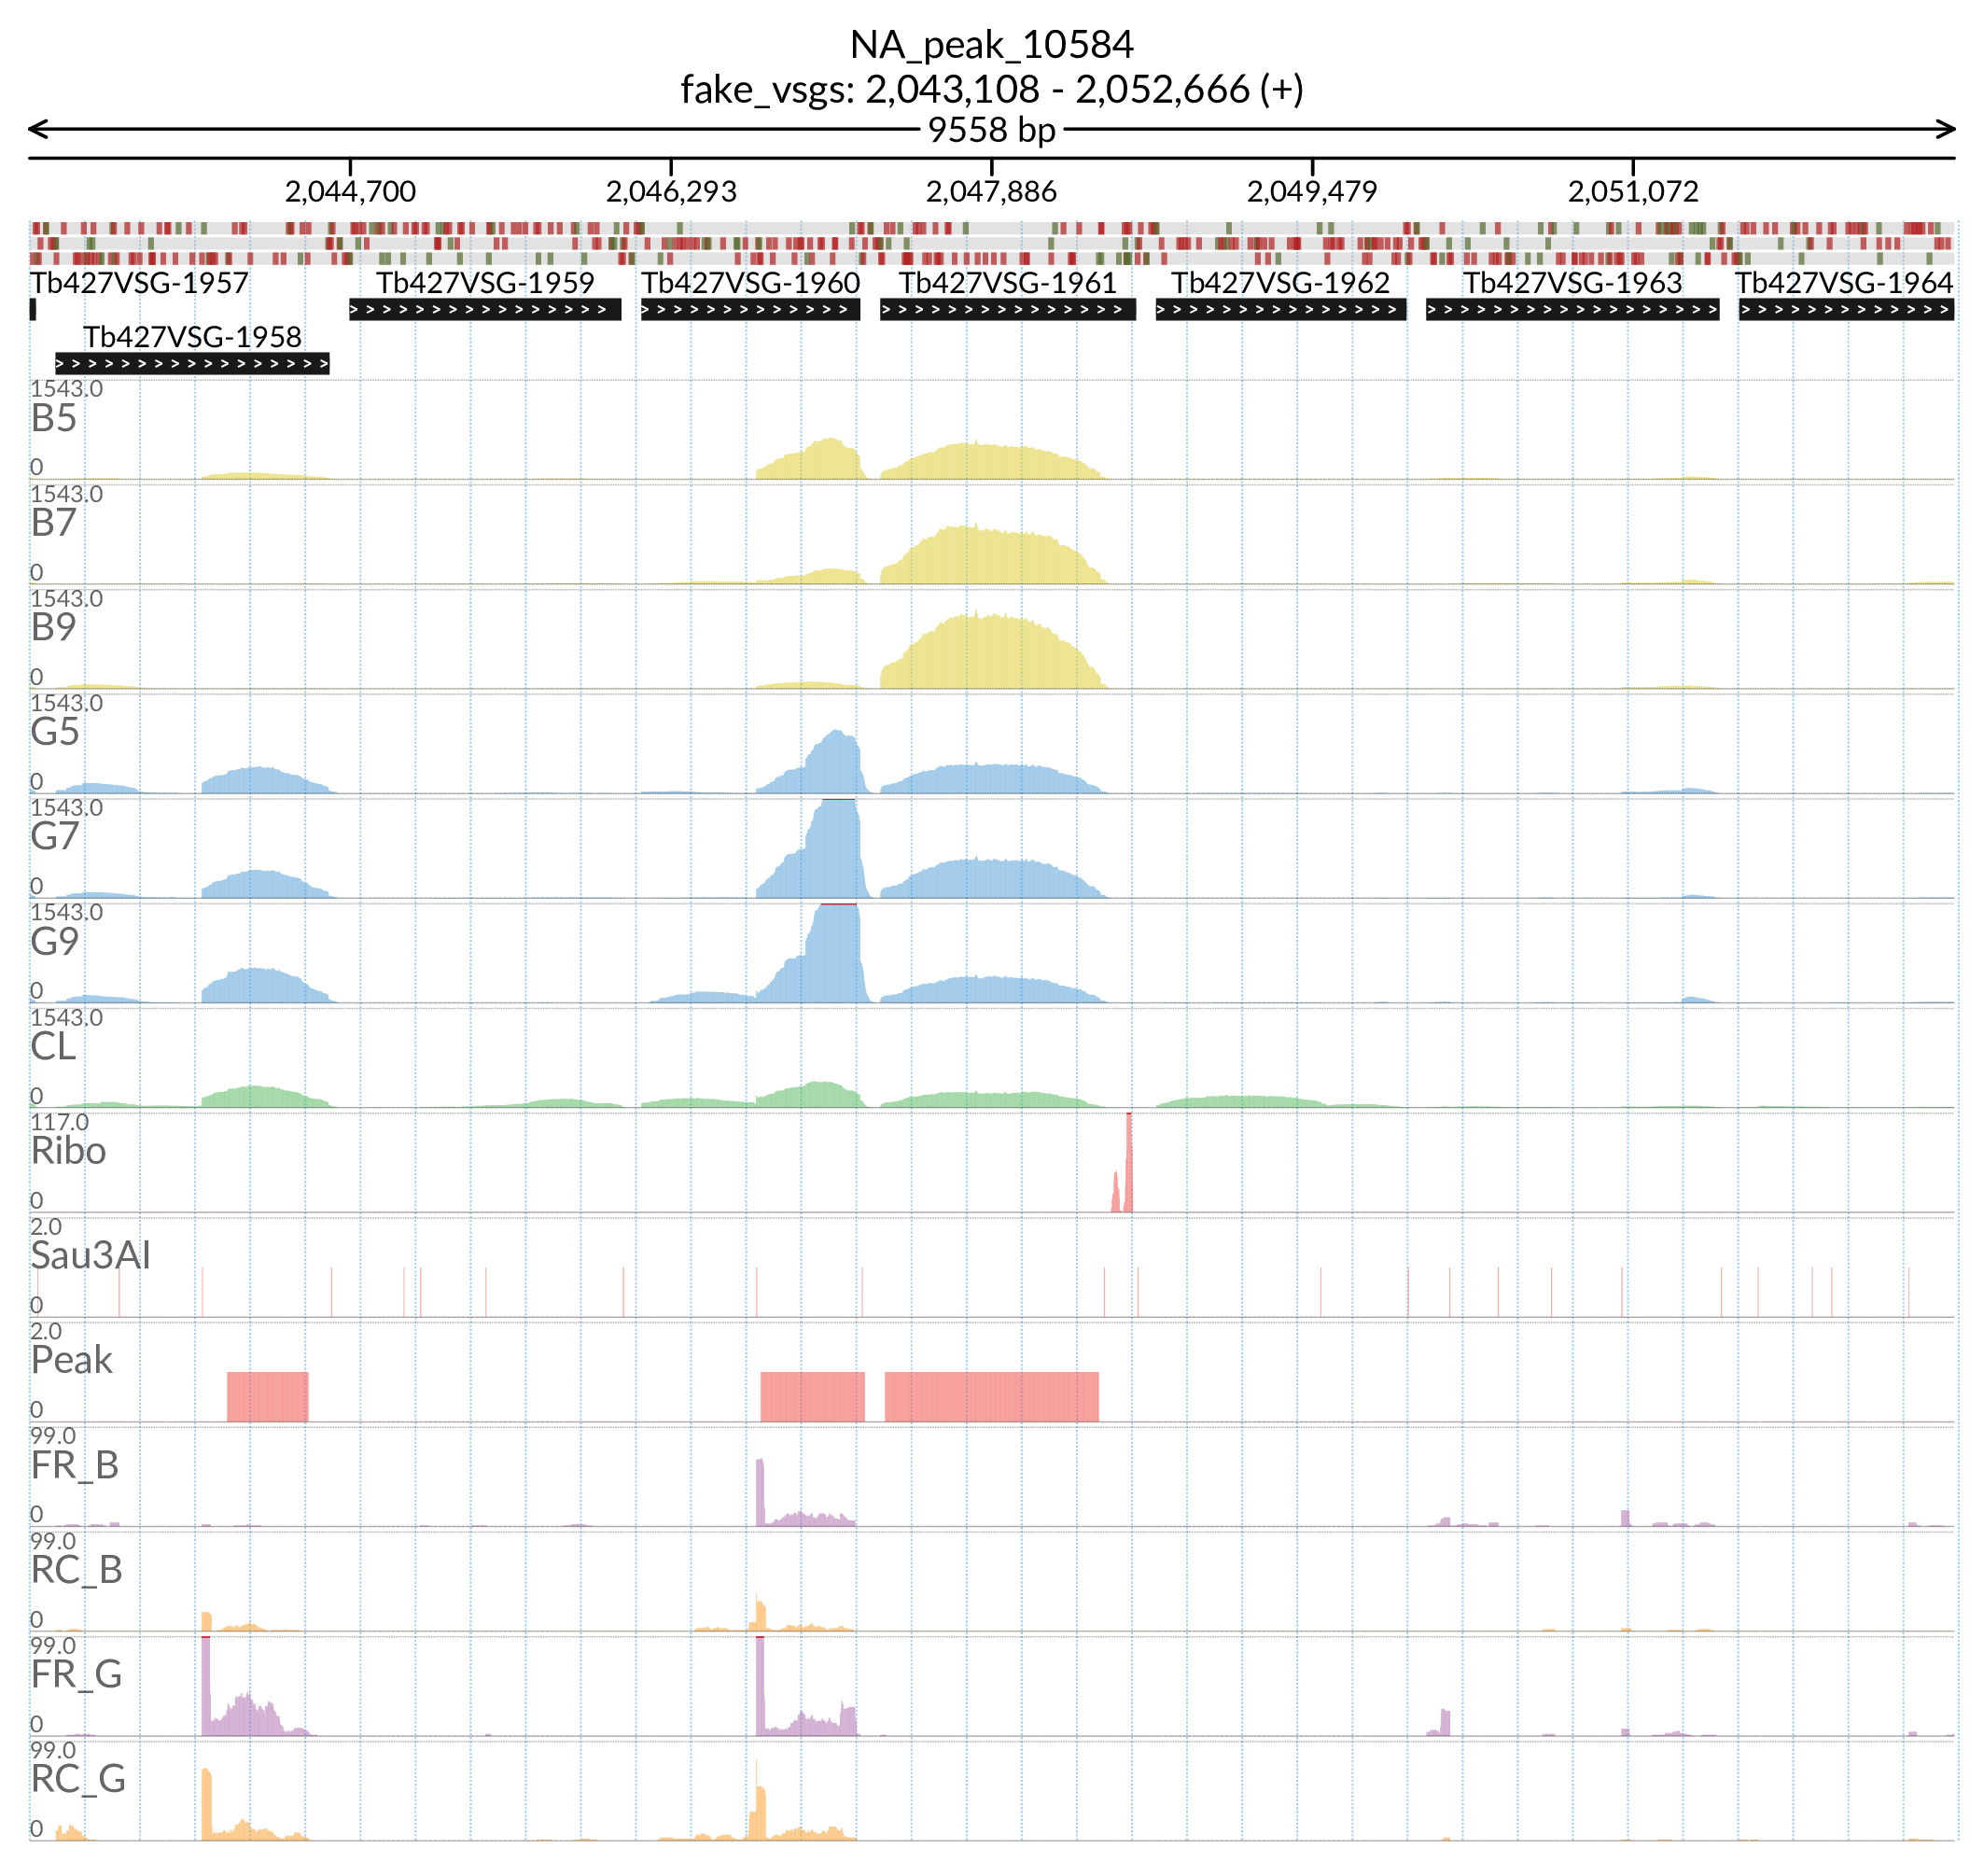 NA_peak_10584
fake_vsgs: 2,043,108 - 2,052,666 (+)
9558 bp
2,044,700 2,046,293 2,047,886 2,049,479 2,051,072
Tb427VSG-1957 Tb427VSG-1959 Tb427VSG-1960 Tb427VSG-1961 Tb427VSG-1962 Tb427VSG-1963 Tb427VSG-1964
Tb427VSG-1958
1543.0
B5
0
1543.0
B7
0
1543.0
B9
0
1543.0
G5
0
1543.0
G7
0
1543.0
G9
0
1543.0
CL
0
117.0
Ribo
0
2.0
Sau3AI
0
2.0
Peak
0
99.0
FR_B
0
99.0
RC_B
0
99.0
FR_G
0
99.0
RC_G
0